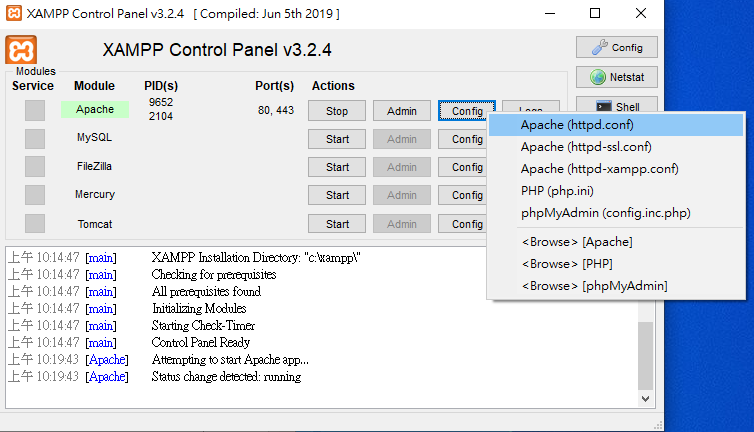 XAMPP Control Panel v3.2.4 [ Compiled: Jun 5th 2019 ]
XAMPP Control Panel v3.2.4
Config
Netstat
Shell
Modules
Service Module PID(s) Port(s) Actions
Apache 9652 2104 80, 443 Stop Admin Config Logs
MySQL Start Admin Config
FileZilla Start Admin Config
Mercury Start Admin Config
Tomcat Start Admin Config
Apache (httpd.conf)
Apache (httpd-ssl.conf)
Apache (httpd-xampp.conf)
PHP (php.ini)
phpMyAdmin (config.inc.php)
<Browse> [Apache]
<Browse> [PHP]
<Browse> [phpMyAdmin]
上午 10:14:47 [main] XAMPP Installation Directory: "c:\xampp\"
上午 10:14:47 [main] Checking for prerequisites
上午 10:14:47 [main] All prerequisites found
上午 10:14:47 [main] Initializing Modules
上午 10:14:47 [main] Starting Check-Timer
上午 10:14:47 [main] Control Panel Ready
上午 10:19:43 [Apache] Attempting to start Apache app...
上午 10:19:43 [Apache] Status change detected: running